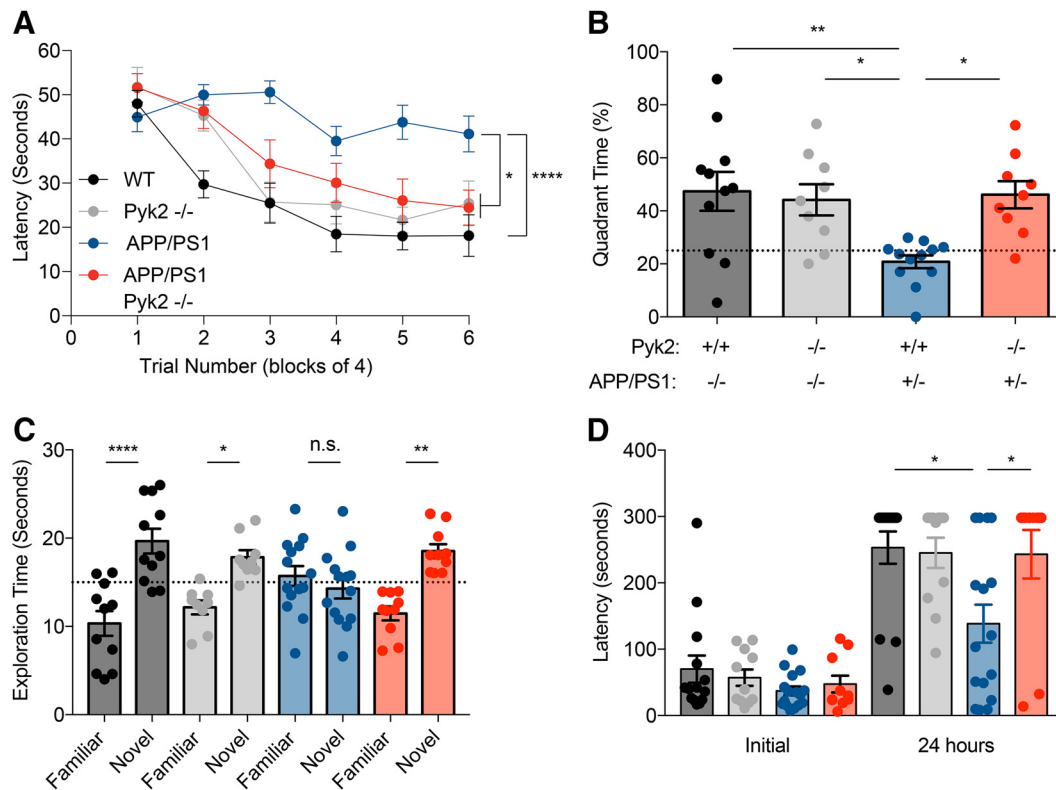 A
60
50
40
30
20
10
0
Latency (Seconds)
WT
Pyk2 -/-
APP/PS1
APP/PS1
Pyk2 -/-
*
****
0
1
2
3
4
5
6
Trial Number (blocks of 4)
B
100
80
60
40
20
0
Quadrant Time (%)
**
*
*
Pyk2: +/+ -/- +/+ -/-
APP/PS1: -/- -/- +/- +/-
C
30
20
10
0
Exploration Time (Seconds)
****
*
n.s.
**
Familiar
Novel
Familiar
Novel
Familiar
Novel
Familiar
Novel
D
400
300
200
100
0
Latency (seconds)
*
*
Initial
24 hours